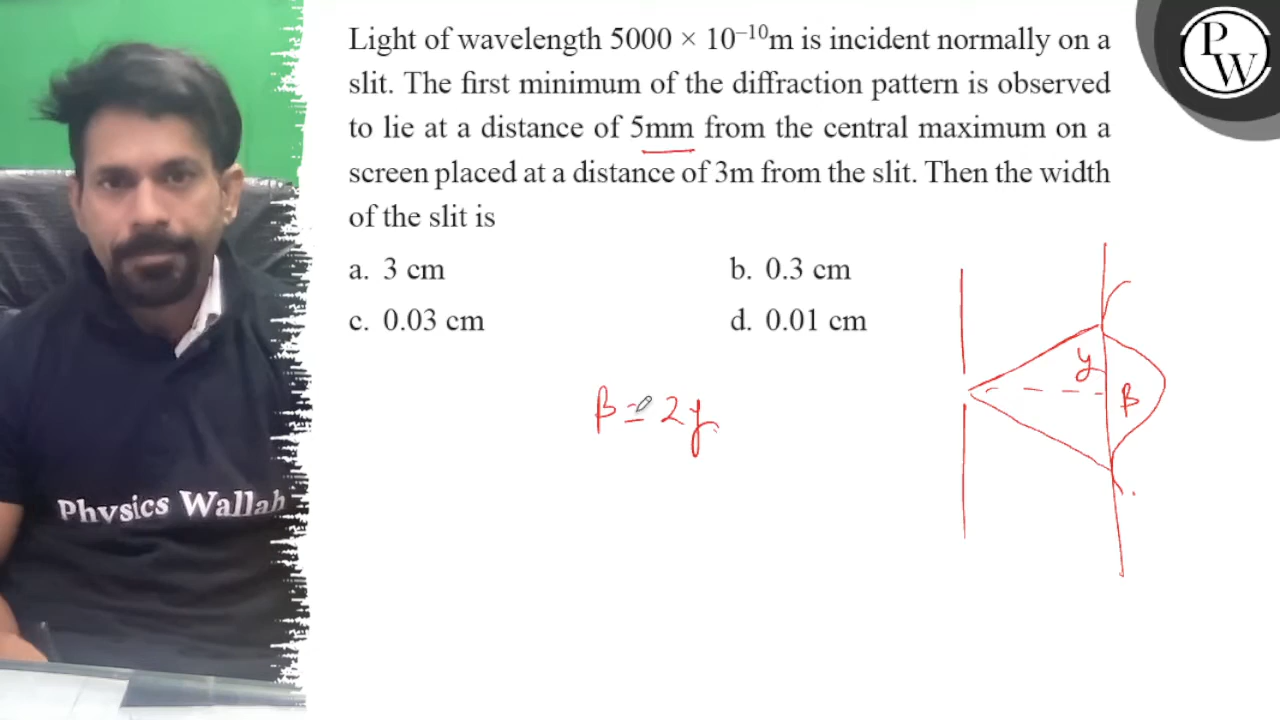 Light of wavelength 5000 × 10⁻¹⁰m is incident normally on a
slit. The first minimum of the diffraction pattern is observed
to lie at a distance of 5mm from the central maximum on a
screen placed at a distance of 3m from the slit. Then the width
of the slit is
a. 3 cm
b. 0.3 cm
c. 0.03 cm
d. 0.01 cm
β = 2y
y
β
Physics Wallah
PW